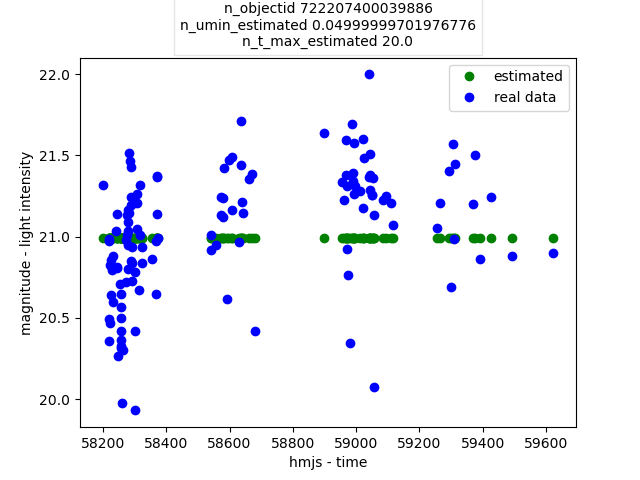 n_objectid 722207400039886
n_umin_estimated 0.04999999701976776
n_t_max_estimated 20.0
estimated
real data
22.0
21.5
21.0
20.5
20.0
magnitude - light intensity
58200 58400 58600 58800 59000 59200 59400 59600
hmjs - time